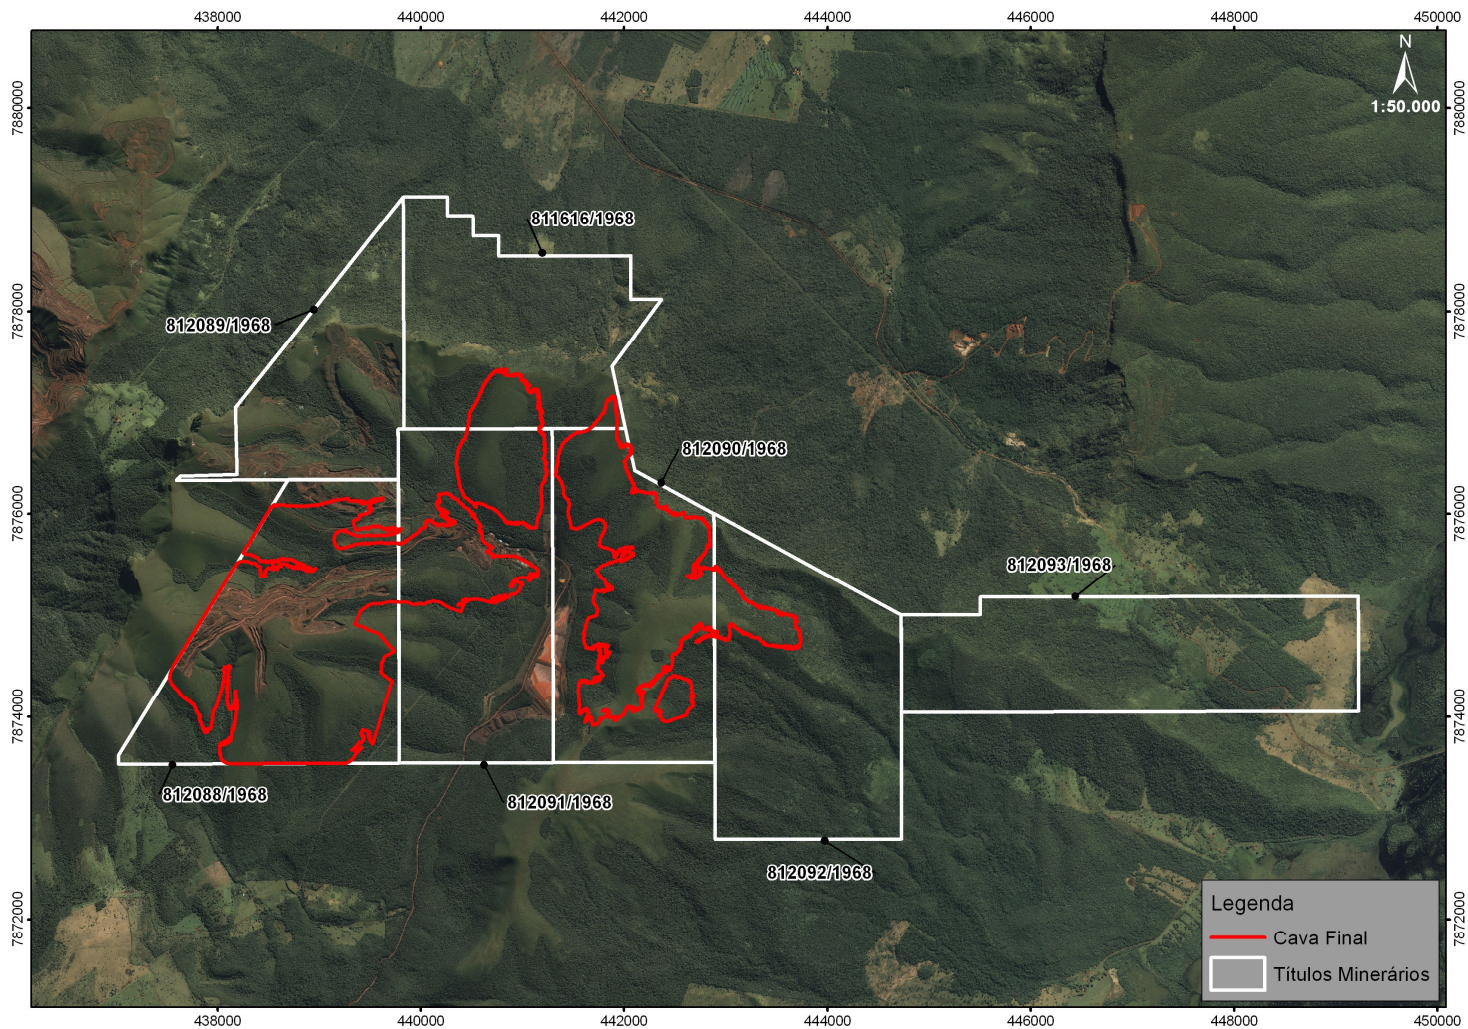 438000 440000 442000 444000 446000 448000 450000
N
1:50.000
7880000 7880000
811616/1968
7878000 7878000
812089/1968
812090/1968
7876000 7876000
812093/1968
7874000 7874000
812088/1968
812091/1968
812092/1968
7872000 7872000
Legenda
Cava Final
Títulos Minerários
438000 440000 442000 444000 446000 448000 450000